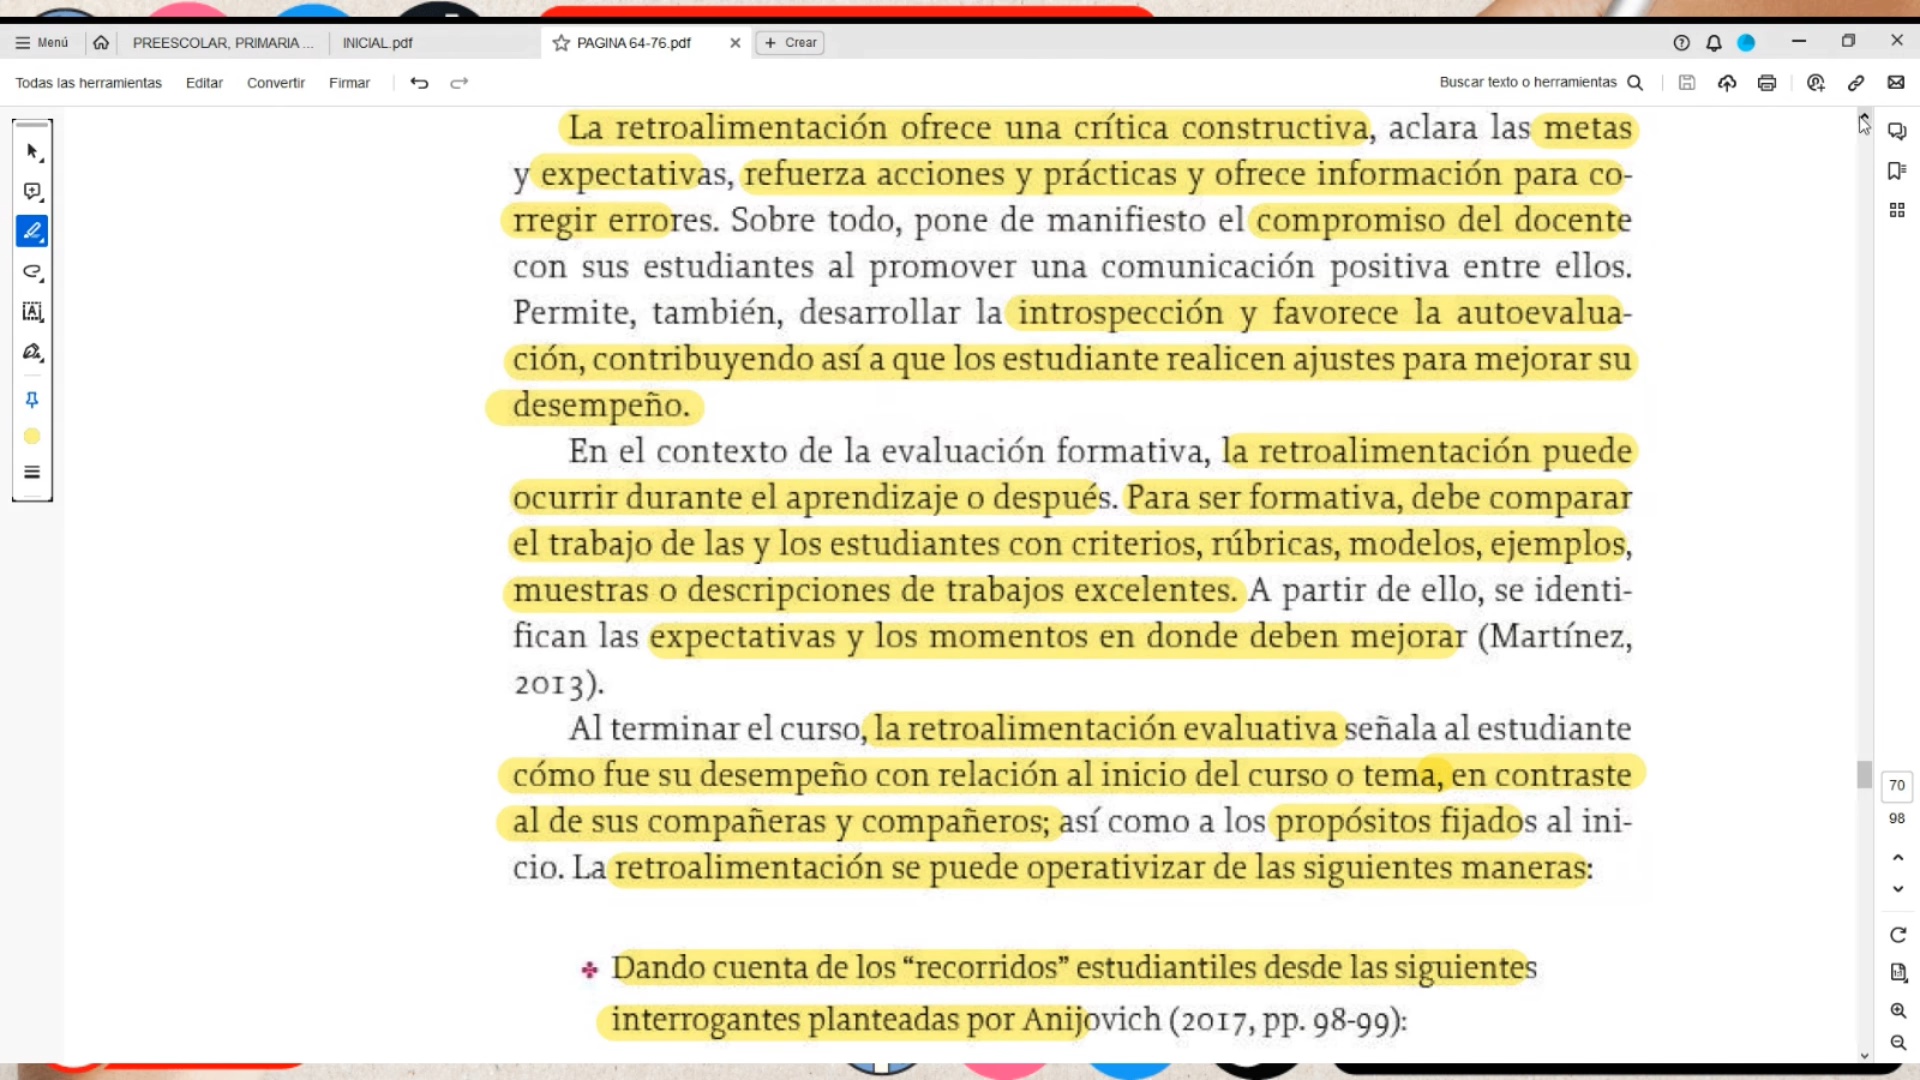 Menú
PREESCOLAR, PRIMARIA ...
INICIAL.pdf
PAGINA 64-76.pdf
Crear
Todas las herramientas
Editar
Convertir
Firmar
Buscar texto o herramientas
La retroalimentación ofrece una crítica constructiva, aclara las metas
y expectativas, refuerza acciones y prácticas y ofrece información para co-
rregir errores. Sobre todo, pone de manifiesto el compromiso del docente
con sus estudiantes al promover una comunicación positiva entre ellos.
Permite, también, desarrollar la introspección y favorece la autoevalua-
ción, contribuyendo así a que los estudiante realicen ajustes para mejorar su
desempeño.
En el contexto de la evaluación formativa, la retroalimentación puede
ocurrir durante el aprendizaje o después. Para ser formativa, debe comparar
el trabajo de las y los estudiantes con criterios, rúbricas, modelos, ejemplos,
muestras o descripciones de trabajos excelentes. A partir de ello, se identi-
fican las expectativas y los momentos en donde deben mejorar (Martínez,
2013).
Al terminar el curso, la retroalimentación evaluativa señala al estudiante
cómo fue su desempeño con relación al inicio del curso o tema, en contraste
al de sus compañeras y compañeros; así como a los propósitos fijados al ini-
cio. La retroalimentación se puede operativizar de las siguientes maneras:
Dando cuenta de los “recorridos” estudiantiles desde las siguientes
interrogantes planteadas por Anijovich (2017, pp. 98-99):
70
98